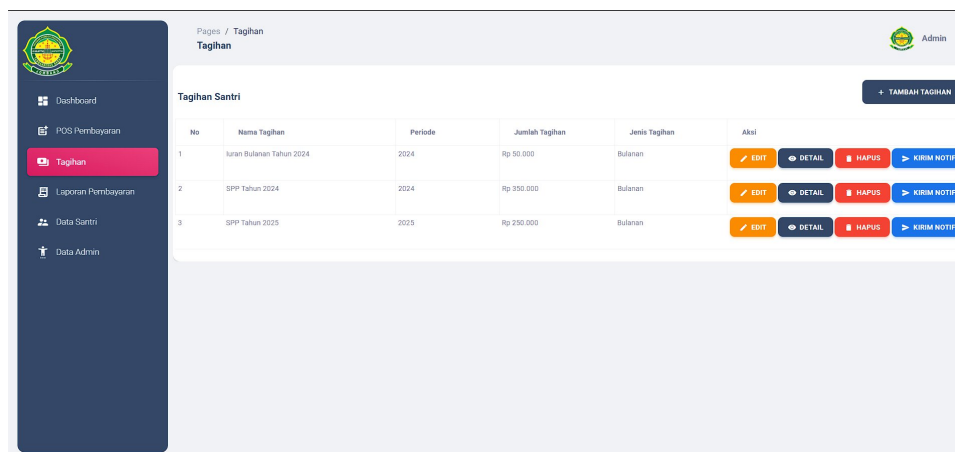 Pages / Tagihan
Tagihan
Admin
Dashboard
POS Pembayaran
Tagihan
Laporan Pembayaran
Data Santri
Data Admin
Tagihan Santri
+ TAMBAH TAGIHAN
No Nama Tagihan Periode Jumlah Tagihan Jenis Tagihan Aksi
1 Iuran Bulanan Tahun 2024 2024 Rp 50.000 Bulanan EDIT DETAIL HAPUS KIRIM NOTIF
2 SPP Tahun 2024 2024 Rp 350.000 Bulanan EDIT DETAIL HAPUS KIRIM NOTIF
3 SPP Tahun 2025 2025 Rp 250.000 Bulanan EDIT DETAIL HAPUS KIRIM NOTIF